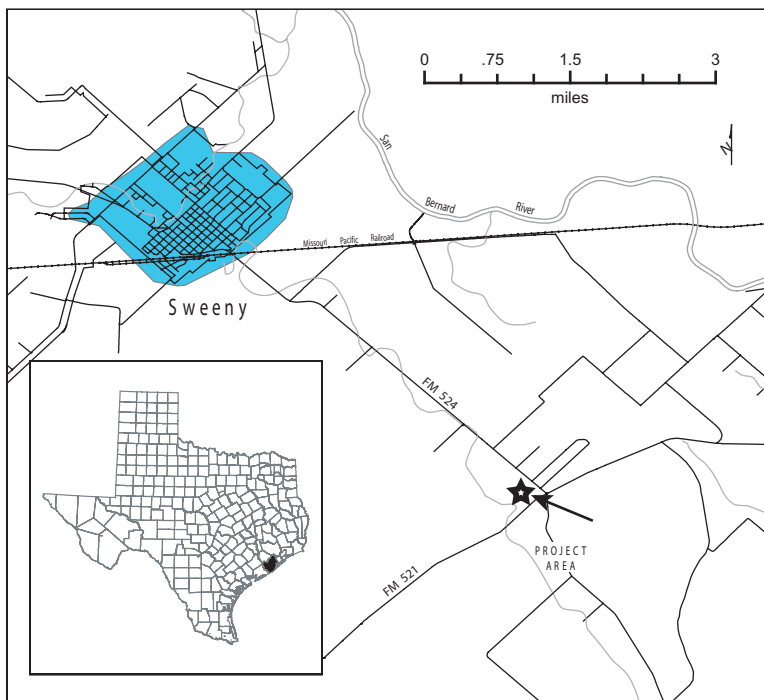 0 .75 1.5 3
miles
N
San
Bernard
River
Missouri Pacific Railroad
Sweeny
FM 524
PROJECT
AREA
FM 521